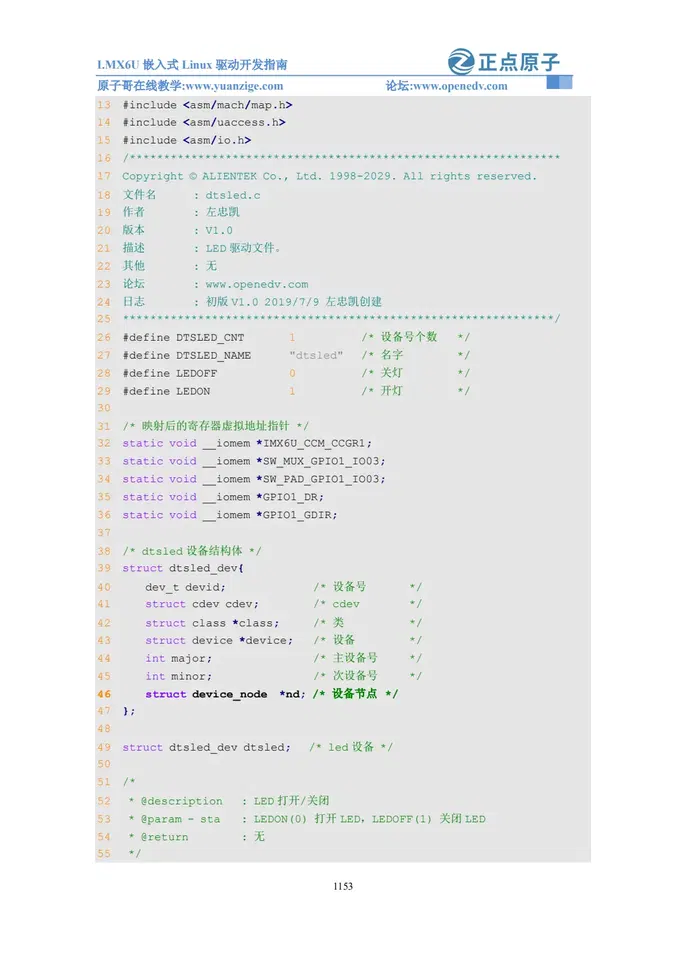 I.MX6U 嵌入式 Linux 驱动开发指南
正点原子
原子哥在线教学:www.yuanzige.com 论坛:www.openedv.com
13 #include <asm/mach/map.h>
14 #include <asm/uaccess.h>
15 #include <asm/io.h>
16 /***************************************************************
17 Copyright © ALIENTEK Co., Ltd. 1998-2029. All rights reserved.
18 文件名 : dtsled.c
19 作者 : 左忠凯
20 版本 : V1.0
21 描述 : LED 驱动文件。
22 其他 : 无
23 论坛 : www.openedv.com
24 日志 : 初版 V1.0 2019/7/9 左忠凯创建
25 ***************************************************************/
26 #define DTSLED_CNT 1 /* 设备号个数 */
27 #define DTSLED_NAME "dtsled" /* 名字 */
28 #define LEDOFF 0 /* 关灯 */
29 #define LEDON 1 /* 开灯 */
30
31 /* 映射后的寄存器虚拟地址指针 */
32 static void __iomem *IMX6U_CCM_CCGR1;
33 static void __iomem *SW_MUX_GPIO1_IO03;
34 static void __iomem *SW_PAD_GPIO1_IO03;
35 static void __iomem *GPIO1_DR;
36 static void __iomem *GPIO1_GDIR;
37
38 /* dtsled 设备结构体 */
39 struct dtsled_dev{
40 dev_t devid; /* 设备号 */
41 struct cdev cdev; /* cdev */
42 struct class *class; /* 类 */
43 struct device *device; /* 设备 */
44 int major; /* 主设备号 */
45 int minor; /* 次设备号 */
46 struct device_node *nd; /* 设备节点 */
47 };
48
49 struct dtsled_dev dtsled; /* led 设备 */
50
51 /*
52 * @description : LED 打开/关闭
53 * @param - sta : LEDON(0) 打开 LED，LEDOFF(1) 关闭 LED
54 * @return : 无
55 */
1153